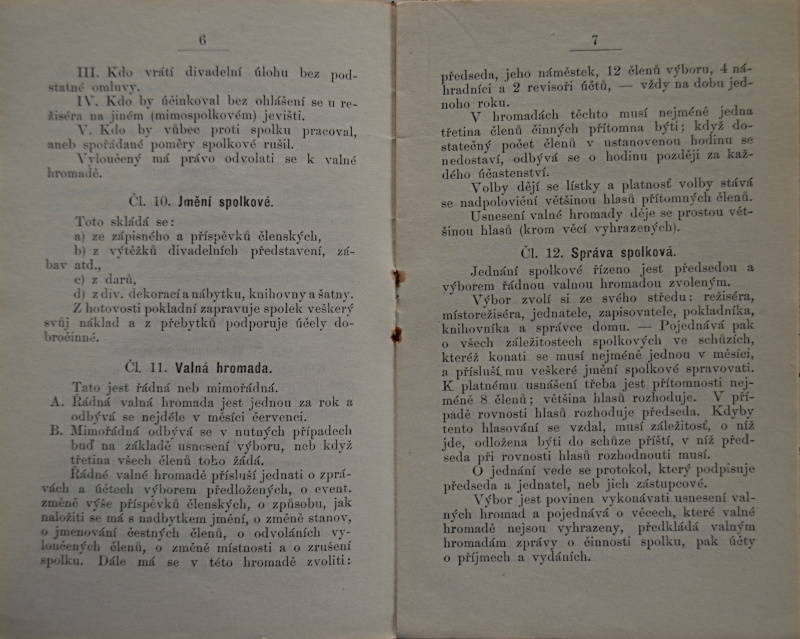 6
III. Kdo vrátí divadelní úlohu bez pod-
statné omluvy.
IV. Kdo by účinkoval bez ohlášení se u re-
žiséra na jiném (mimospolkovém) jevišti.
V. Kdo by vůbec proti spolku pracoval,
aneb spořádané poměry spolkové rušil.
Vyloučený má právo odvolati se k valné
hromadě.
Čl. 10. Jmění spolkové.
Toto skládá se:
a) ze zápisného a příspěvků členských,
b) z výtěžků divadelních představení, zá-
bav atd.,
c) z darů,
d) z div. dekorací a nábytku, knihovny a šatny.
Z hotovosti pokladní zapravuje spolek veškerý
svůj náklad a z přebytků podporuje účely do-
bročinné.
Čl. 11. Valná hromada.
Tato jest řádná neb mimořádná.
A. Řádná valná hromada jest jednou za rok a
odbývá se nejdéle v měsíci červenci.
B. Mimořádná odbývá se v nutných případech
buď na základě usnesení výboru, neb když
třetina všech členů toho žádá.
Řádné valné hromadě přísluší jednati o zprá-
vách a účtech výborem předložených, o event.
změně výše příspěvků členských, o způsobu, jak
naložiti se má s nadbytkem jmění, o změně stanov,
o jmenování čestných členů, o odvoláních vy-
loučených členů, o změně místnosti a o zrušení
spolku. Dále má se v této hromadě zvoliti:
7
předseda, jeho náměstek, 12 členů výboru, 4 ná-
hradníci a 2 revisoři účtů, — vždy na dobu jed-
noho roku.
V hromadách těchto musí nejméně jedna
třetina členů činných přítomna býti; když do-
statečný počet členů v ustanovenou hodinu se
nedostaví, odbývá se o hodinu později za kaž-
dého účastenství.
Volby dějí se lístky a platnosť volby stává
se nadpoloviční většinou hlasů přítomných členů.
Usnesení valné hromady děje se prostou vět-
šinou hlasů (krom věcí vyhrazených).
Čl. 12. Správa spolková.
Jednání spolkové řízeno jest předsedou a
výborem řádnou valnou hromadou zvoleným.
Výbor zvolí si ze svého středu: režiséra,
místorežiséra, jednatele, zapisovatele, pokladníka,
knihovníka a správce domu. — Pojednává pak
o všech záležitostech spolkových ve schůzích,
kteréž konati se musí nejméně jednou v měsíci,
a přísluší mu veškeré jmění spolkové spravovati.
K platnému usnášení třeba jest přítomnosti nej-
méně 8 členů; většina hlasů rozhoduje. V pří-
padě rovnosti hlasů rozhoduje předseda. Kdyby
tento hlasování se vzdal, musí záležitosť, o níž
jde, odložena býti do schůze příští, v níž před-
seda při rovnosti hlasů rozhodnouti musí.
O jednání vede se protokol, který podpisuje
předseda a jednatel, neb jich zástupcové.
Výbor jest povinen vykonávati usnesení val-
ných hromad a pojednává o věcech, které valné
hromadě nejsou vyhrazeny, předkládá valným
hromadám zprávy o činnosti spolku, pak účty
o příjmech a vydáních.